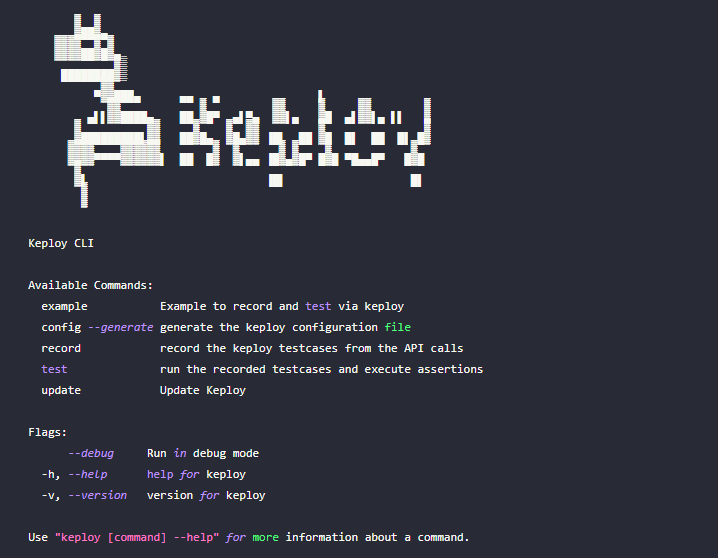 Keploy
Keploy CLI
Available Commands:
example Example to record and test via keploy
config --generate generate the keploy configuration file
record record the keploy testcases from the API calls
test run the recorded testcases and execute assertions
update Update Keploy
Flags:
--debug Run in debug mode
-h, --help help for keploy
-v, --version version for keploy
Use "keploy [command] --help" for more information about a command.